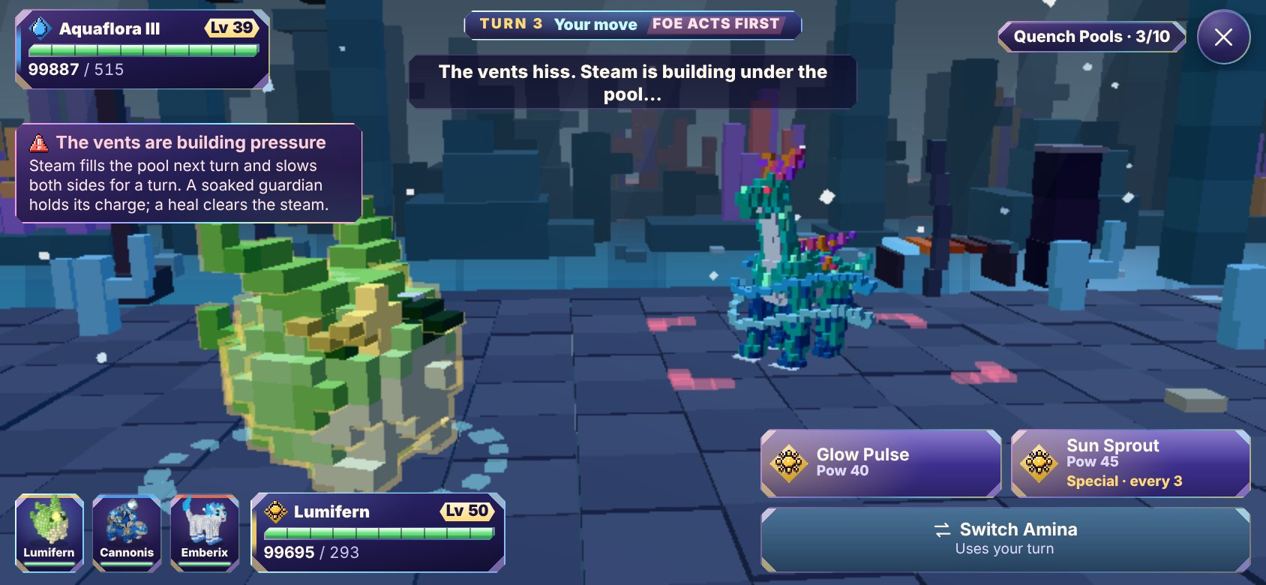 Aquaflora III Lv 39
99887 / 515
TURN 3 Your move FOE ACTS FIRST
Quench Pools · 3/10
The vents hiss. Steam is building under the
pool...
The vents are building pressure
Steam fills the pool next turn and slows
both sides for a turn. A soaked guardian
holds its charge; a heal clears the steam.
Glow Pulse
Pow 40
Sun Sprout
Pow 45
Special · every 3
Lumifern
Cannonis
Emberix
Lumifern Lv 50
99695 / 293
Switch Amina
Uses your turn